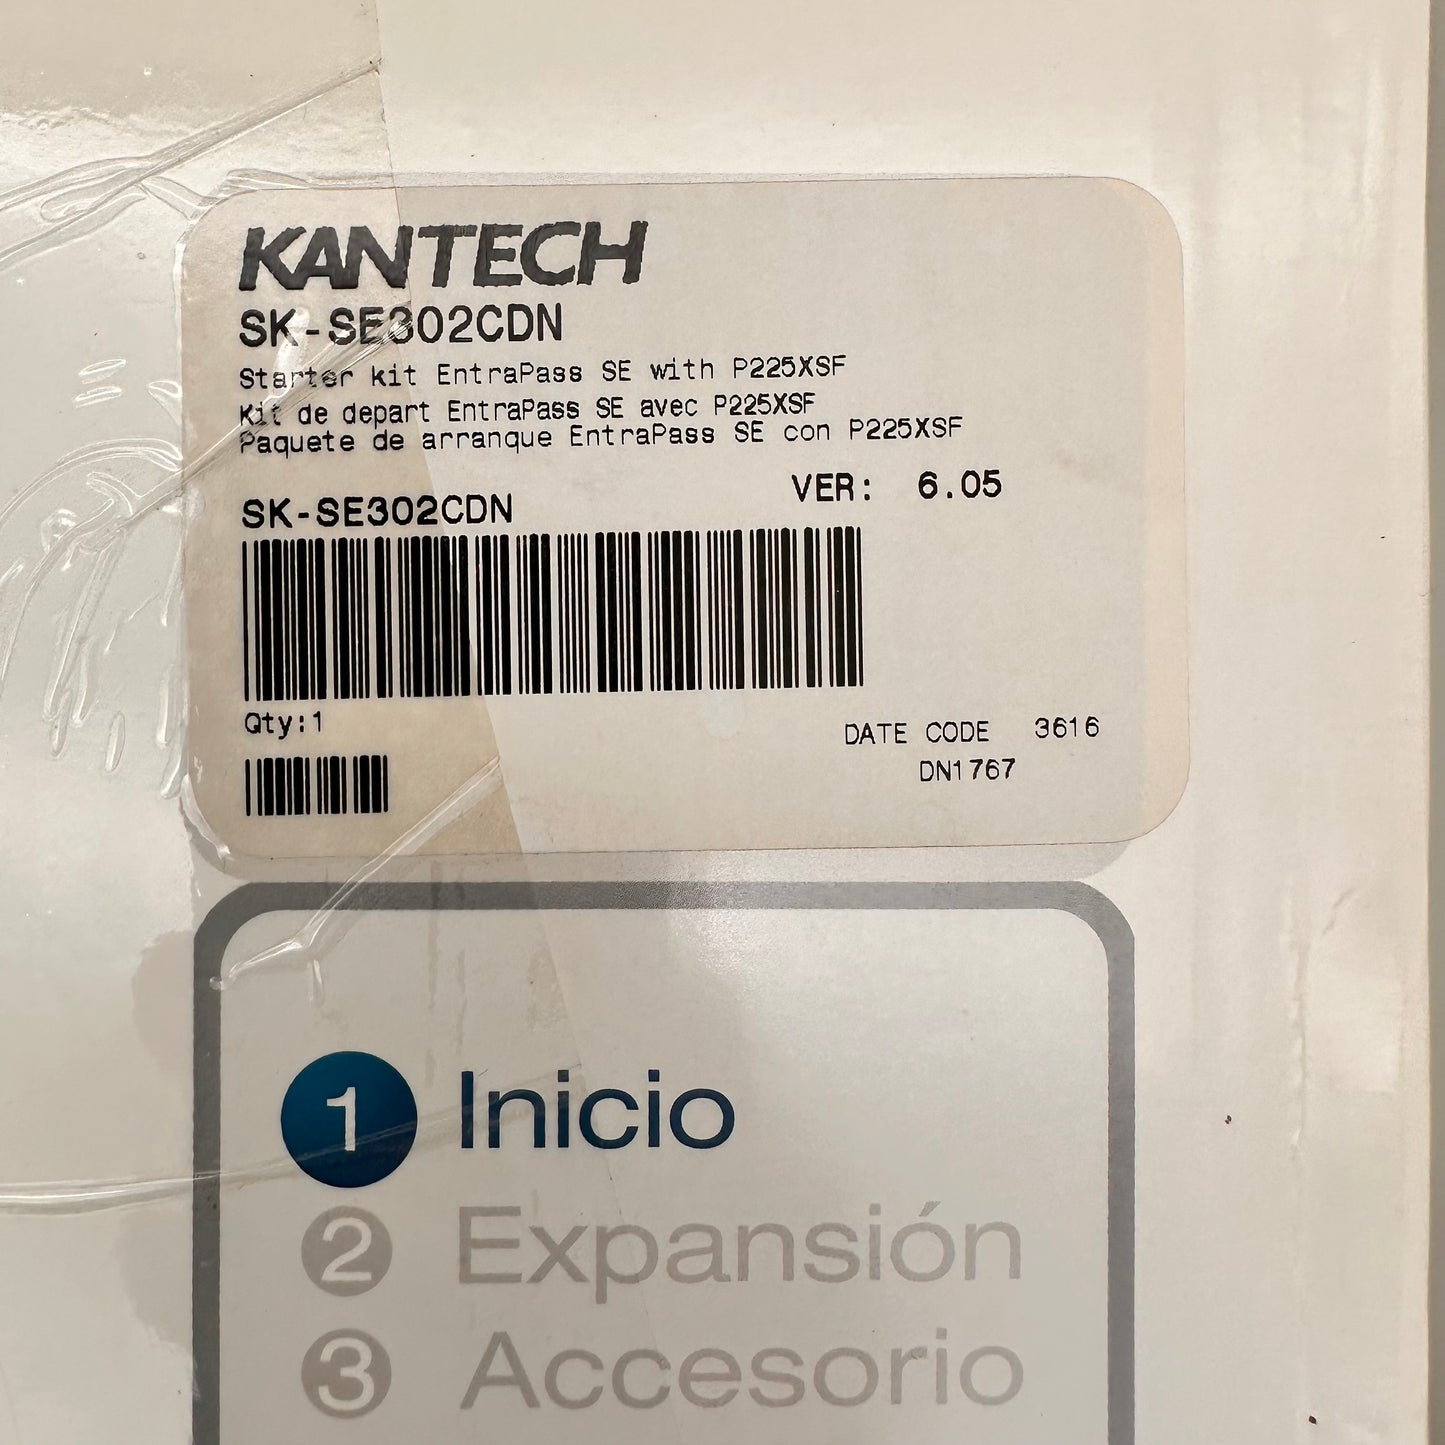 KANTECH
SK-SE302CDN
Starter kit EntraPass SE with P225XSF
Kit de depart EntraPass SE avec P225XSF
Paquete de arranque EntraPass SE con P225XSF
SK-SE302CDN VER: 6.05
Qty:1
DATE CODE 3616
DN1767
1 Inicio
2 Expansión
3 Accesorio